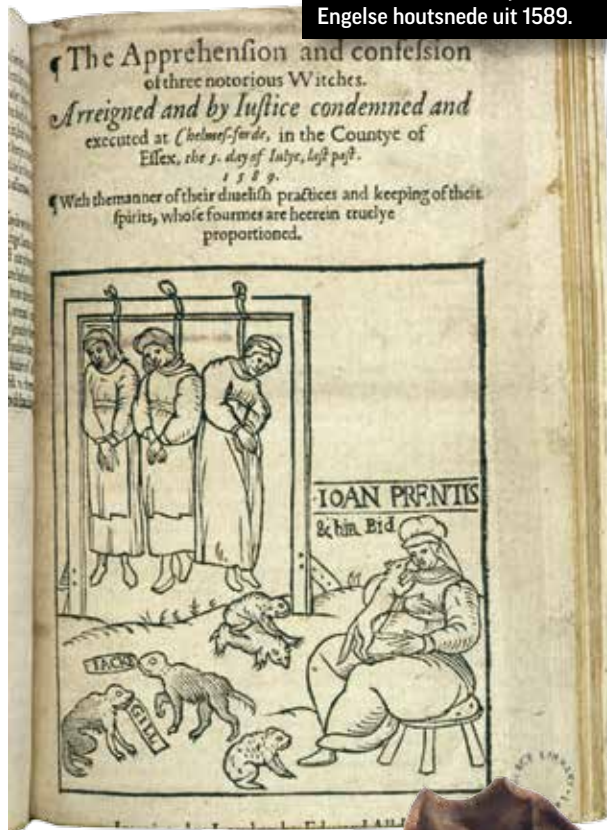 Engelse houtsnede uit 1589.
¶The Apprehenſion and confeſsion
of three notorious Witches.
Arreigned and by Iuſtice condemned and
executed at Chelmeſ-forde, in the Countye of
Eſſex, the 5. day of Iulye, laſt paſt.
1589.
¶With the manner of their diueliſh practices and keeping of their
ſpirits, whoſe fourmes are heerein truelye
proportioned.
IOAN PRENTIS
& hir Bid
IACKE
GILL